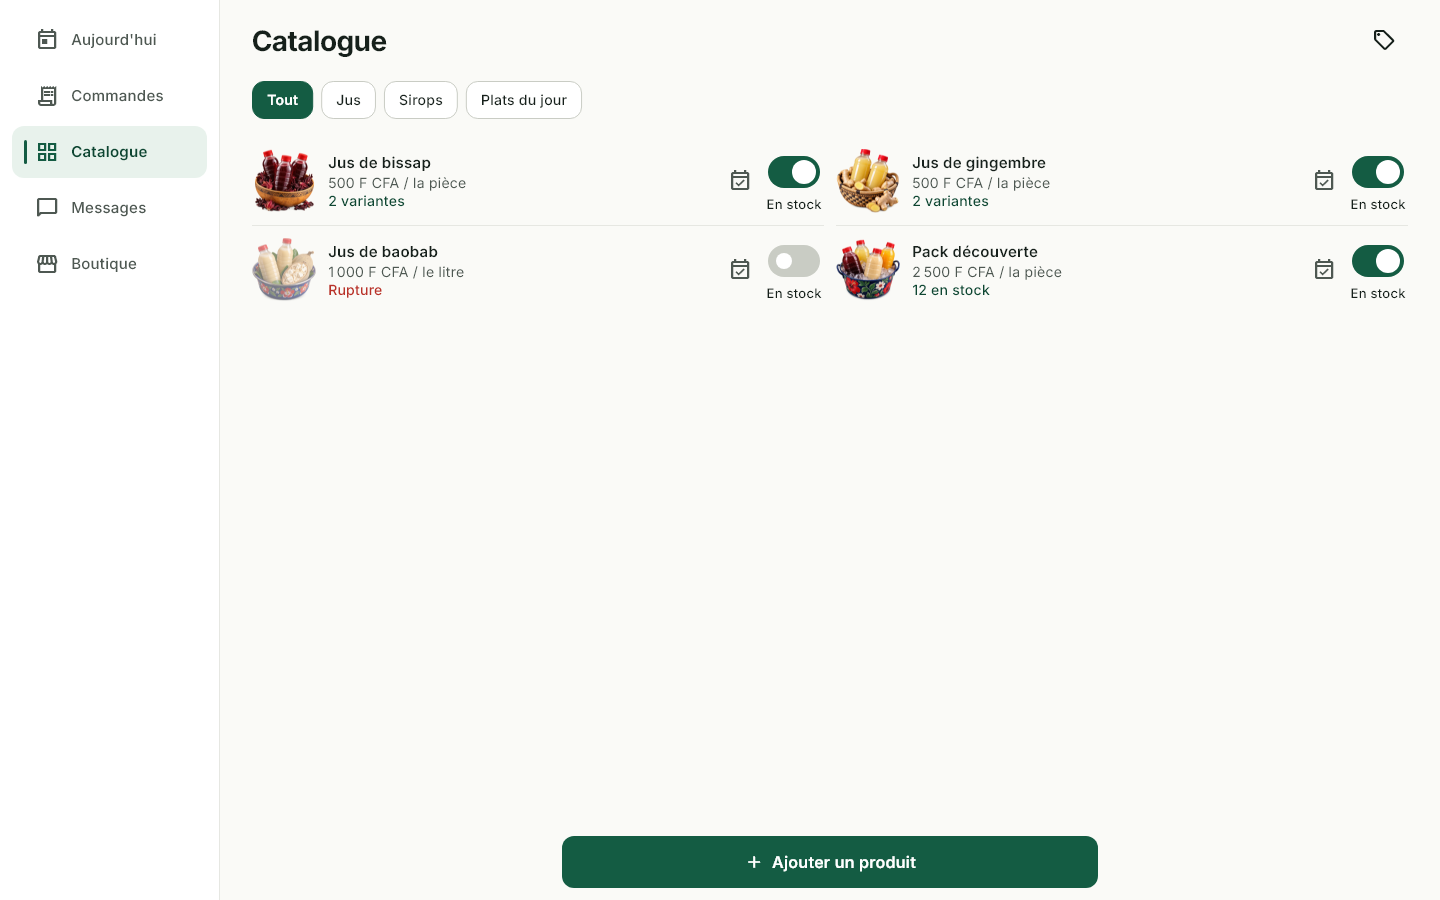 Aujourd'hui
Commandes
Catalogue
Messages
Boutique
Catalogue
Tout
Jus
Sirops
Plats du jour
Jus de bissap
500 F CFA / la pièce
2 variantes
En stock
Jus de gingembre
500 F CFA / la pièce
2 variantes
En stock
Jus de baobab
1 000 F CFA / le litre
Rupture
En stock
Pack découverte
2 500 F CFA / la pièce
12 en stock
En stock
+ Ajouter un produit